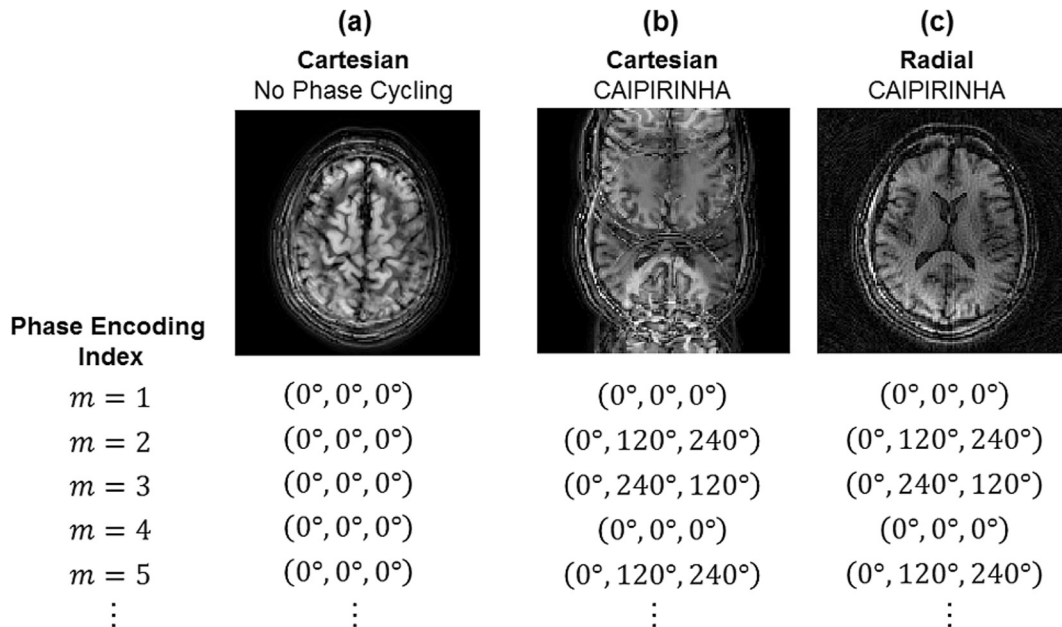 (a) (b) (c)
Cartesian Cartesian Radial
No Phase Cycling CAIPIRINHA CAIPIRINHA
Phase Encoding
Index
m = 1 (0°, 0°, 0°) (0°, 0°, 0°) (0°, 0°, 0°)
m = 2 (0°, 0°, 0°) (0°, 120°, 240°) (0°, 120°, 240°)
m = 3 (0°, 0°, 0°) (0°, 240°, 120°) (0°, 240°, 120°)
m = 4 (0°, 0°, 0°) (0°, 0°, 0°) (0°, 0°, 0°)
m = 5 (0°, 0°, 0°) (0°, 120°, 240°) (0°, 120°, 240°)
⋮ ⋮ ⋮ ⋮